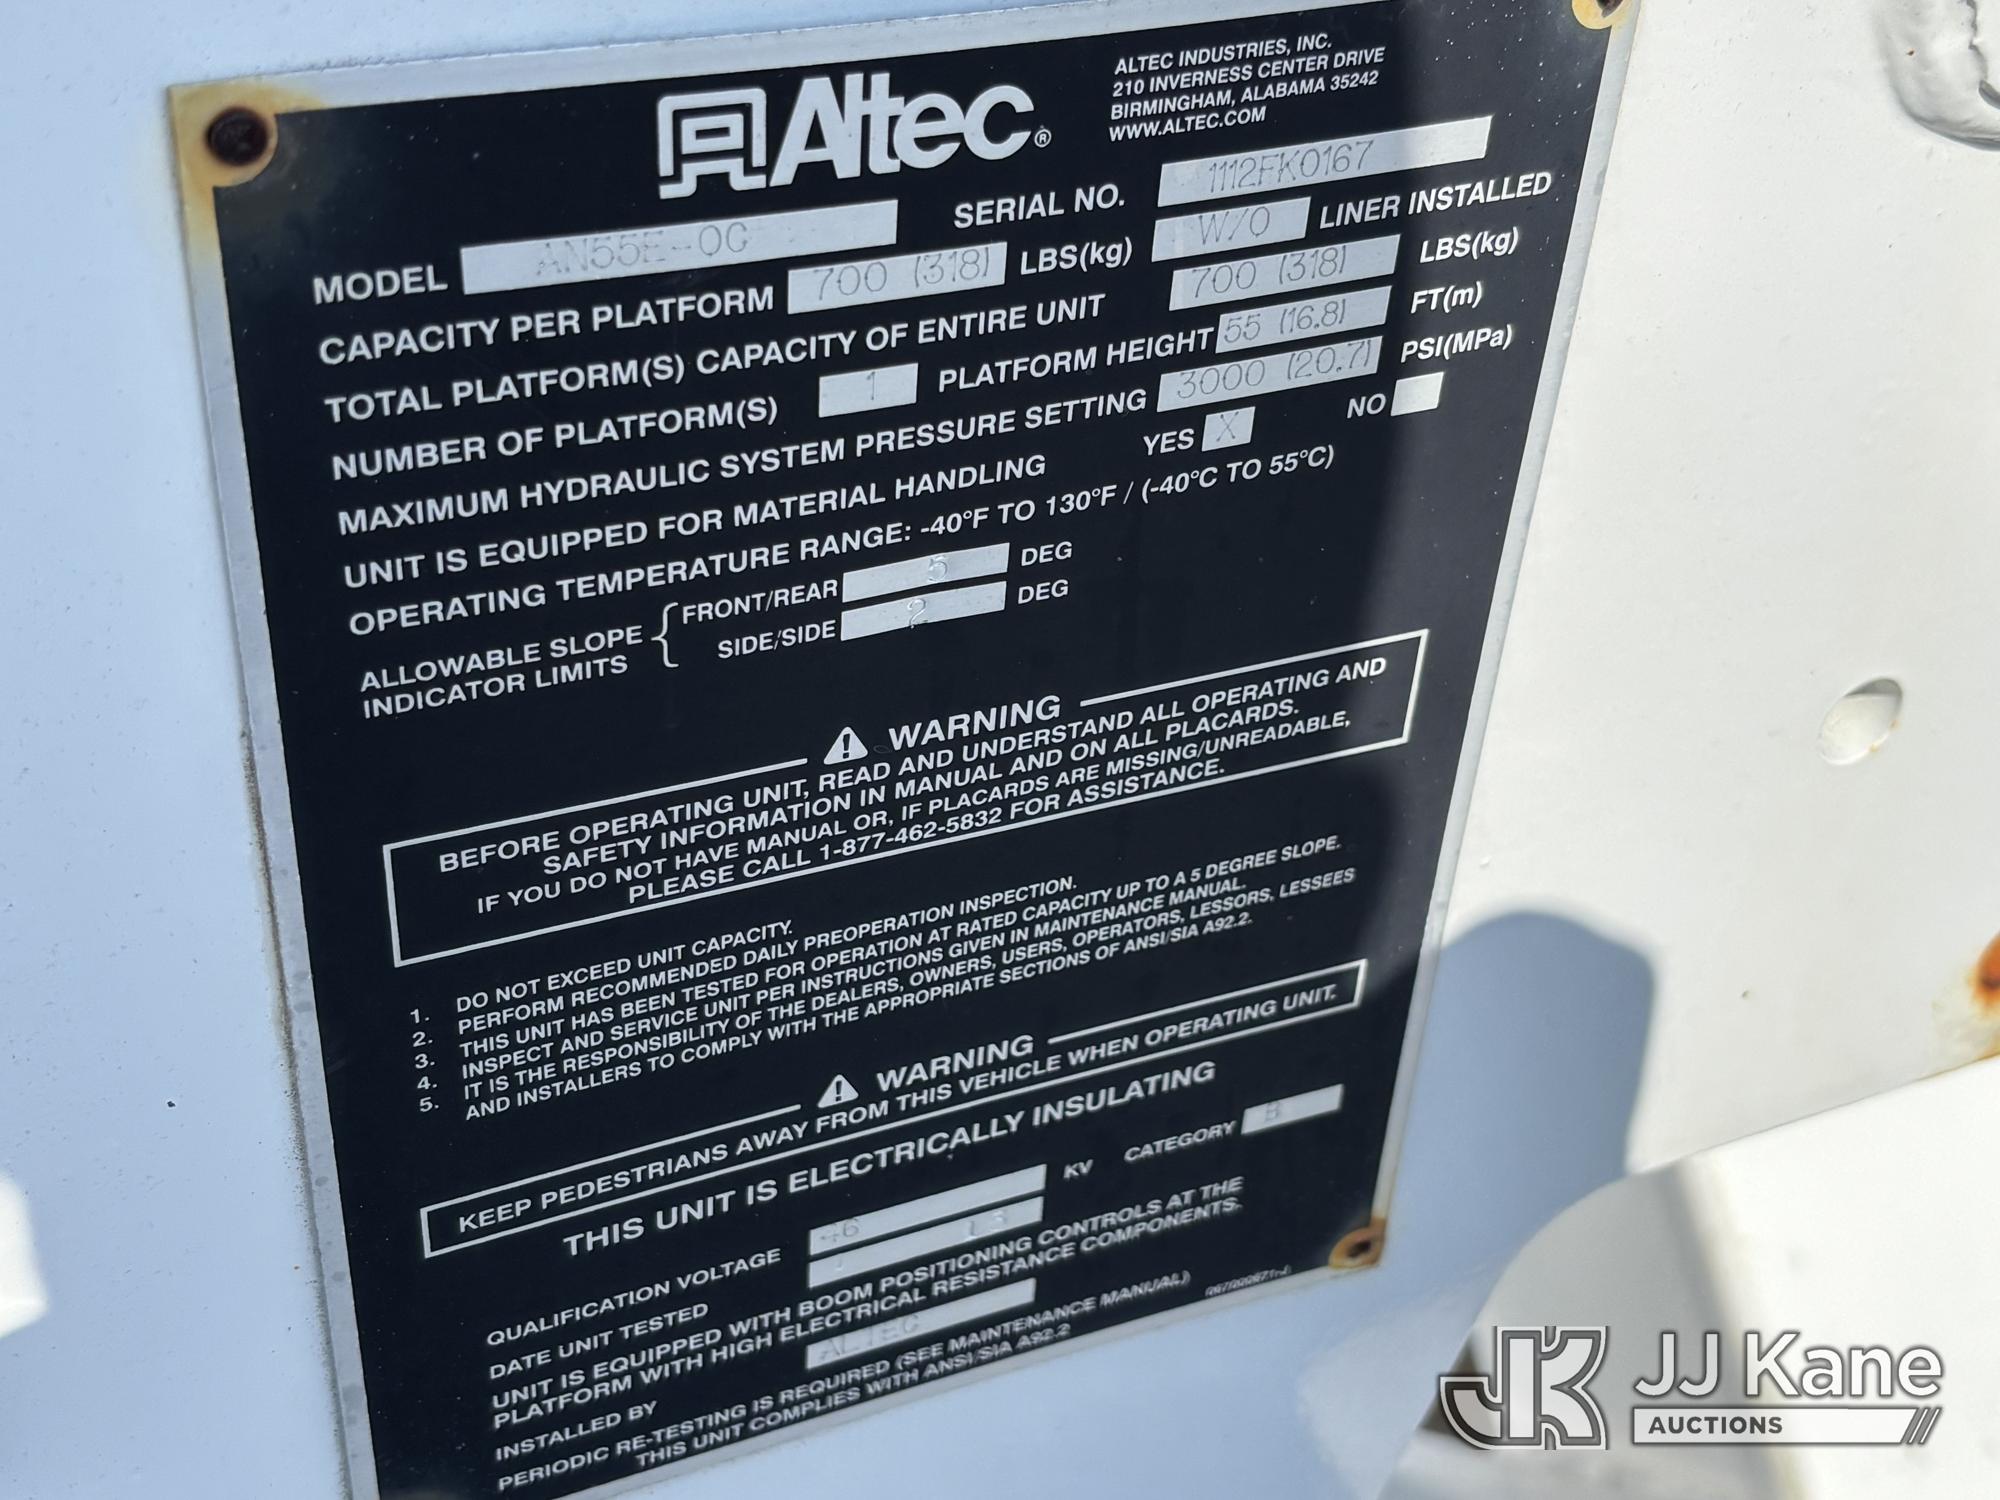 Altec®
ALTEC INDUSTRIES, INC.
210 INVERNESS CENTER DRIVE
BIRMINGHAM, ALABAMA 35242
WWW.ALTEC.COM
MODEL AN55E-OC SERIAL NO. 1112FK0167
CAPACITY PER PLATFORM 700 (318) LBS(kg) W/O LINER INSTALLED
TOTAL PLATFORM(S) CAPACITY OF ENTIRE UNIT 700 (318) LBS(kg)
NUMBER OF PLATFORM(S) 1 PLATFORM HEIGHT 55 (16.8) FT(m)
MAXIMUM HYDRAULIC SYSTEM PRESSURE SETTING 3000 (20.7) PSI(MPa)
UNIT IS EQUIPPED FOR MATERIAL HANDLING YES X NO
OPERATING TEMPERATURE RANGE: -40°F TO 130°F / (-40°C TO 55°C)
ALLOWABLE SLOPE INDICATOR LIMITS
FRONT/REAR 5 DEG
SIDE/SIDE 2 DEG
WARNING
BEFORE OPERATING UNIT, READ AND UNDERSTAND ALL OPERATING AND
SAFETY INFORMATION IN MANUAL AND ON ALL PLACARDS.
IF YOU DO NOT HAVE MANUAL OR, IF PLACARDS ARE MISSING/UNREADABLE,
PLEASE CALL 1-877-462-5832 FOR ASSISTANCE.
1. DO NOT EXCEED UNIT CAPACITY.
2. PERFORM RECOMMENDED DAILY PREOPERATION INSPECTION.
3. THIS UNIT HAS BEEN TESTED FOR OPERATION AT RATED CAPACITY UP TO A 5 DEGREE SLOPE.
4. INSPECT AND SERVICE UNIT PER INSTRUCTIONS GIVEN IN MAINTENANCE MANUAL.
5. IT IS THE RESPONSIBILITY OF THE DEALERS, OWNERS, USERS, OPERATORS, LESSORS, LESSEES
AND INSTALLERS TO COMPLY WITH THE APPROPRIATE SECTIONS OF ANSI/SIA A92.2.
WARNING
KEEP PEDESTRIANS AWAY FROM THIS VEHICLE WHEN OPERATING UNIT.
THIS UNIT IS ELECTRICALLY INSULATING
QUALIFICATION VOLTAGE 46 KV CATEGORY B
DATE UNIT TESTED
UNIT IS EQUIPPED WITH BOOM POSITIONING CONTROLS AT THE
PLATFORM WITH HIGH ELECTRICAL RESISTANCE COMPONENTS.
INSTALLED BY ALTEC
PERIODIC RE-TESTING IS REQUIRED (SEE MAINTENANCE MANUAL)
THIS UNIT COMPLIES WITH ANSI/SIA A92.2
JJ Kane
AUCTIONS